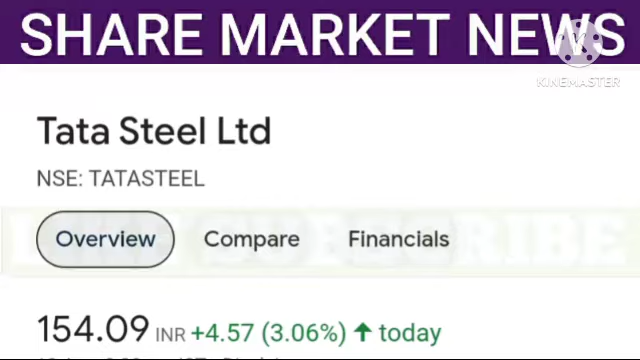 SHARE MARKET NEWS
KINEMASTER
Tata Steel Ltd
NSE: TATASTEEL
Overview Compare Financials
SUBSCRIBE
154.09 INR +4.57 (3.06%) ↑ today